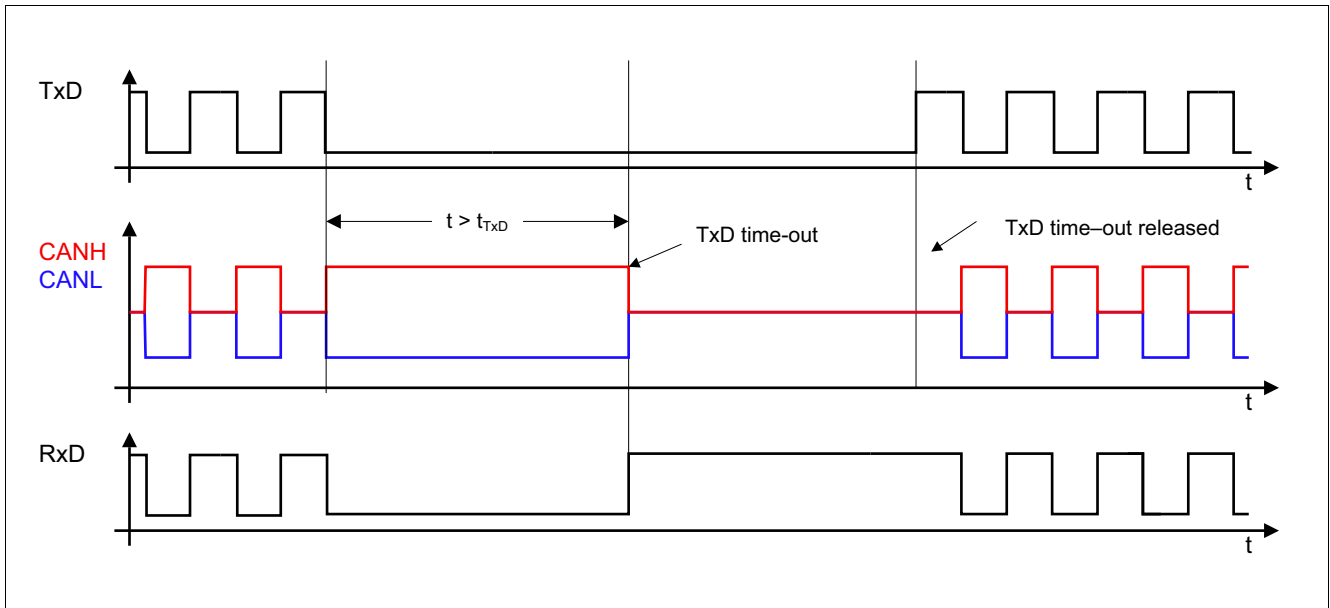 TxD
t
t > tTxD
TxD time-out
TxD time–out released
CANH
CANL
t
RxD
t